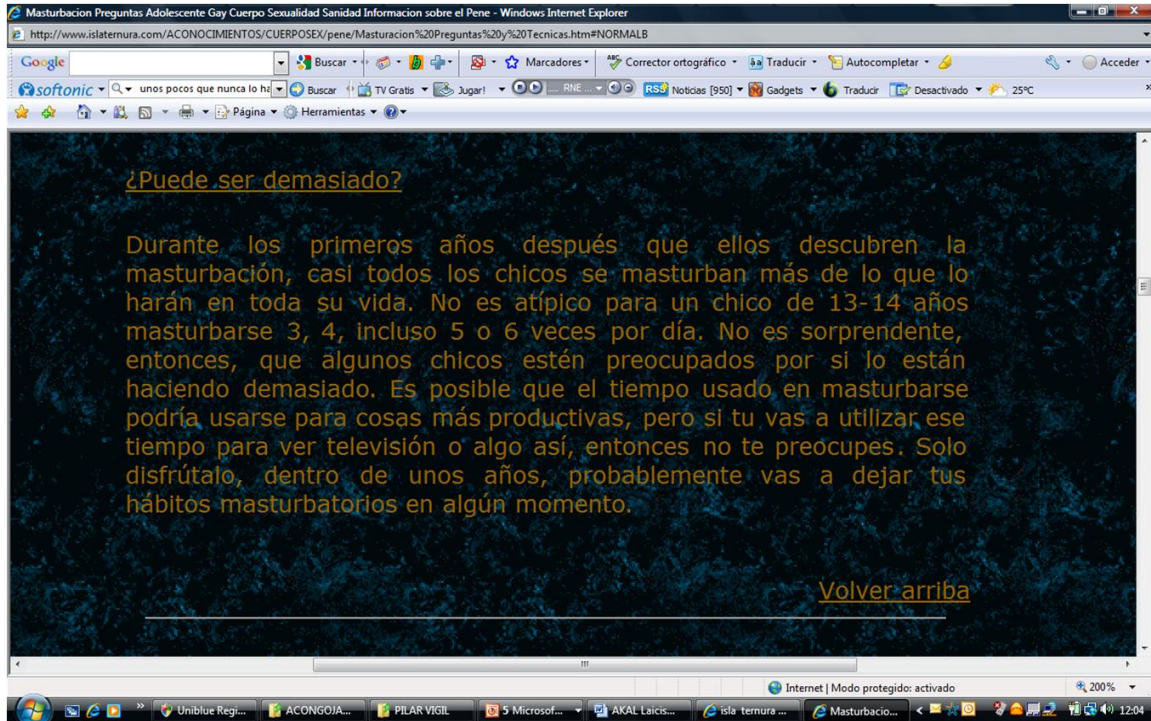 Masturbacion Preguntas Adolescente Gay Cuerpo Sexualidad Sanidad Informacion sobre el Pene - Windows Internet Explorer
http://www.islaternura.com/ACONOCIMIENTOS/CUERPOSEX/pene/Masturacion%20Preguntas%20y%20Tecnicas.htm#NORMALB
Google Buscar Marcadores Corrector ortográfico Traducir Autocompletar Acceder
softonic unos pocos que nunca lo ha Buscar TV Gratis Jugar! ... RNE ... RSS Noticias [950] Gadgets Traducir Desactivado 25ºC
Página Herramientas
¿Puede ser demasiado?
Durante los primeros años después que ellos descubren la
masturbación, casi todos los chicos se masturban más de lo que lo
harán en toda su vida. No es atípico para un chico de 13-14 años
masturbarse 3, 4, incluso 5 o 6 veces por día. No es sorprendente,
entonces, que algunos chicos estén preocupados por si lo están
haciendo demasiado. Es posible que el tiempo usado en masturbarse
podría usarse para cosas más productivas, pero si tu vas a utilizar ese
tiempo para ver televisión o algo así, entonces no te preocupes. Solo
disfrútalo, dentro de unos años, probablemente vas a dejar tus
hábitos masturbatorios en algún momento.
Volver arriba
Internet | Modo protegido: activado 200%
Uniblue Regi... ACONGOJA... PILAR VIGIL 5 Microsof... AKAL Laicis... isla ternura ... Masturbacio... 12:04